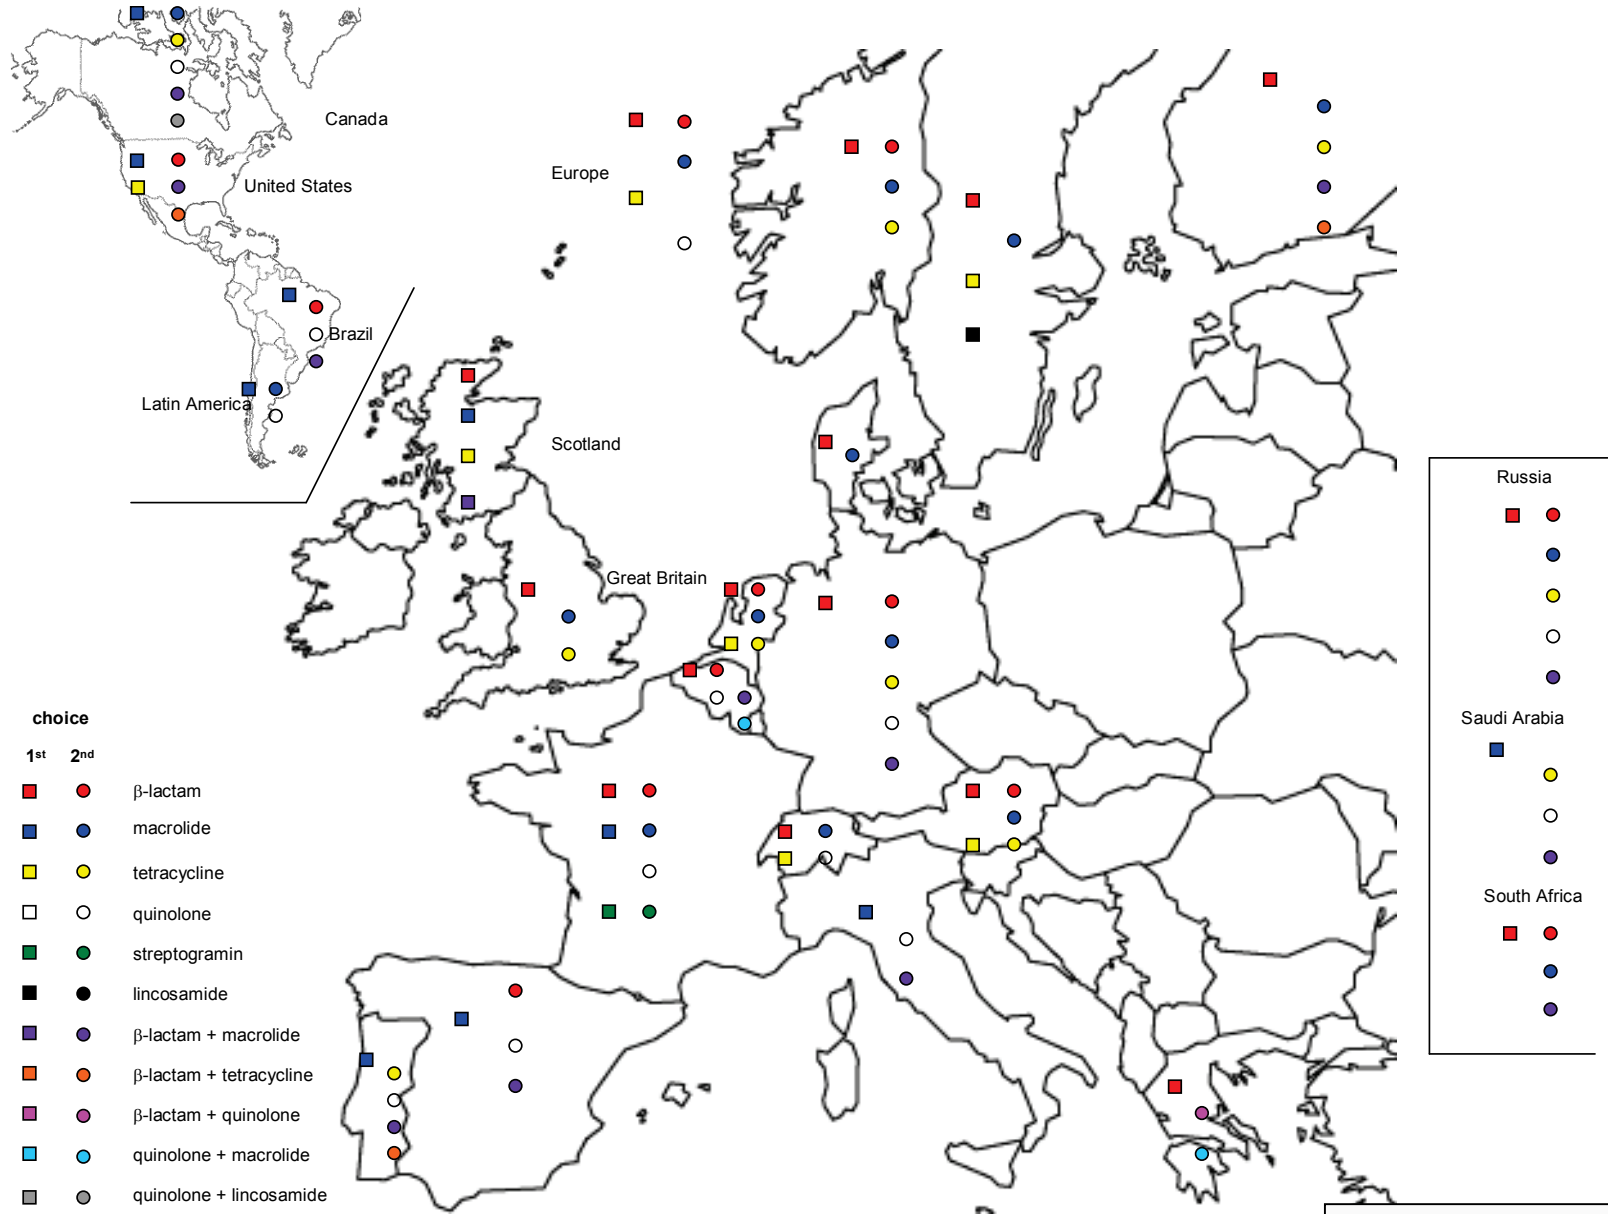 Canada
United States
Brazil
Latin America
Europe
Scotland
Great Britain
Russia
Saudi Arabia
South Africa
choice
1st 2nd
β-lactam
macrolide
tetracycline
quinolone
streptogramin
lincosamide
β-lactam + macrolide
β-lactam + tetracycline
β-lactam + quinolone
quinolone + macrolide
quinolone + lincosamide